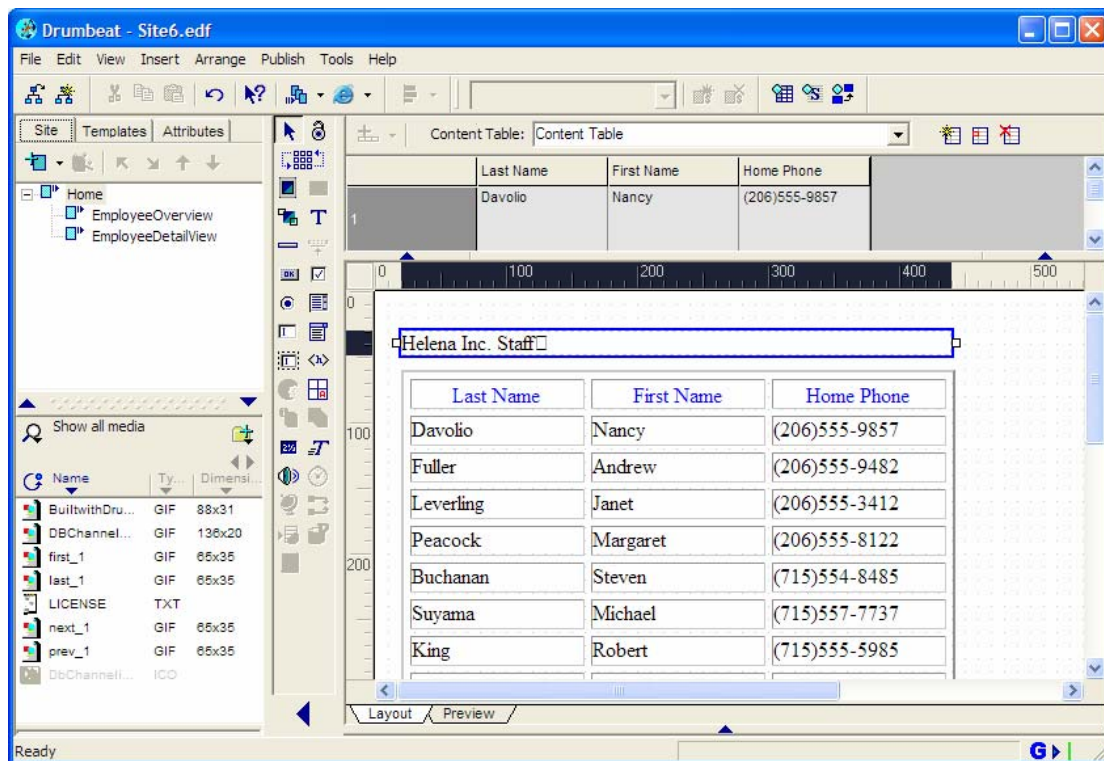 Drumbeat - Site6.edf
File Edit View Insert Arrange Publish Tools Help
Site Templates Attributes
Content Table: Content Table
Last Name First Name Home Phone
1 Davolio Nancy (206)555-9857
Home
EmployeeOverview
EmployeeDetailView
0 100 200 300 400 500
0
100
200
Helena Inc. Staff
Last Name First Name Home Phone
Davolio Nancy (206)555-9857
Fuller Andrew (206)555-9482
Leverling Janet (206)555-3412
Peacock Margaret (206)555-8122
Buchanan Steven (715)554-8485
Suyama Michael (715)557-7737
King Robert (715)555-5985
Show all media
Name Ty... Dimensi...
BuiltwithDru... GIF 88x31
DBChannel... GIF 136x20
first_1 GIF 65x35
last_1 GIF 65x35
LICENSE TXT
next_1 GIF 65x35
prev_1 GIF 65x35
DbChanneli... ICO
Layout Preview
Ready
G